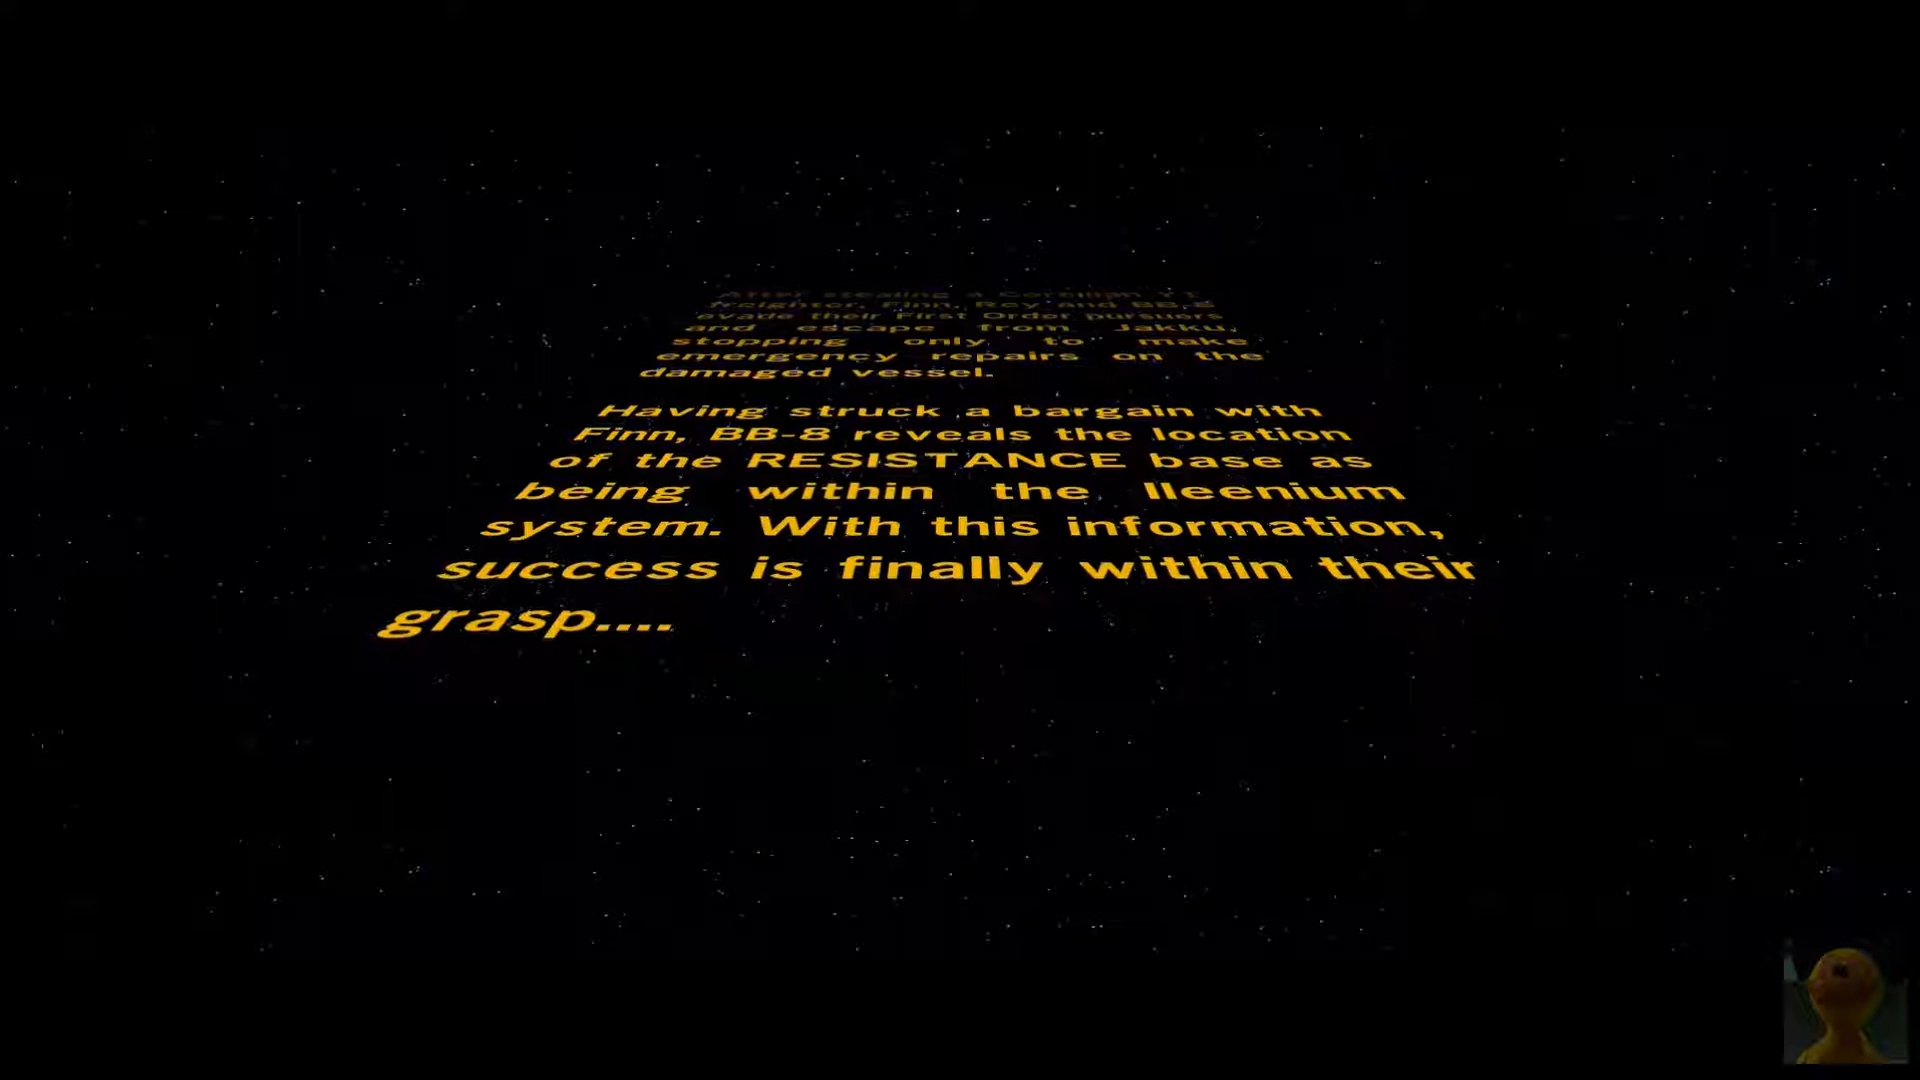 After stealing a Corellian YT
freighter, Finn, Rey and BB-8
evade their First Order pursuers
and escape from Jakku,
stopping only to make
emergency repairs on the
damaged vessel.
Having struck a bargain with
Finn, BB-8 reveals the location
of the RESISTANCE base as
being within the Ileenium
system. With this information,
success is finally within their
grasp....